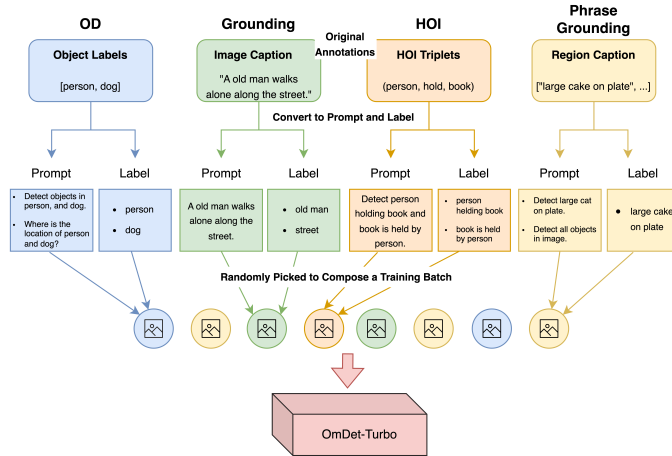 OD
Grounding
HOI
Phrase
Grounding
Original
Annotations
Object Labels
[person, dog]
Image Caption
"A old man walks
alone along the street."
HOI Triplets
(person, hold, book)
Region Caption
["large cake on plate", ...]
Convert to Prompt and Label
Prompt
Label
Prompt
Label
Prompt
Label
Prompt
Label
• Detect objects in
person, and dog.
• Where is the
location of person
and dog?
• person
• dog
A old man walks
alone along the
street.
• old man
• street
Detect person
holding book and
book is held by
person.
• person
helding book
• book is held
by person
• Detect large cat
on plate.
• Detect all objects
in image.
• large cake
on plate
Randomly Picked to Compose a Training Batch
OmDet-Turbo